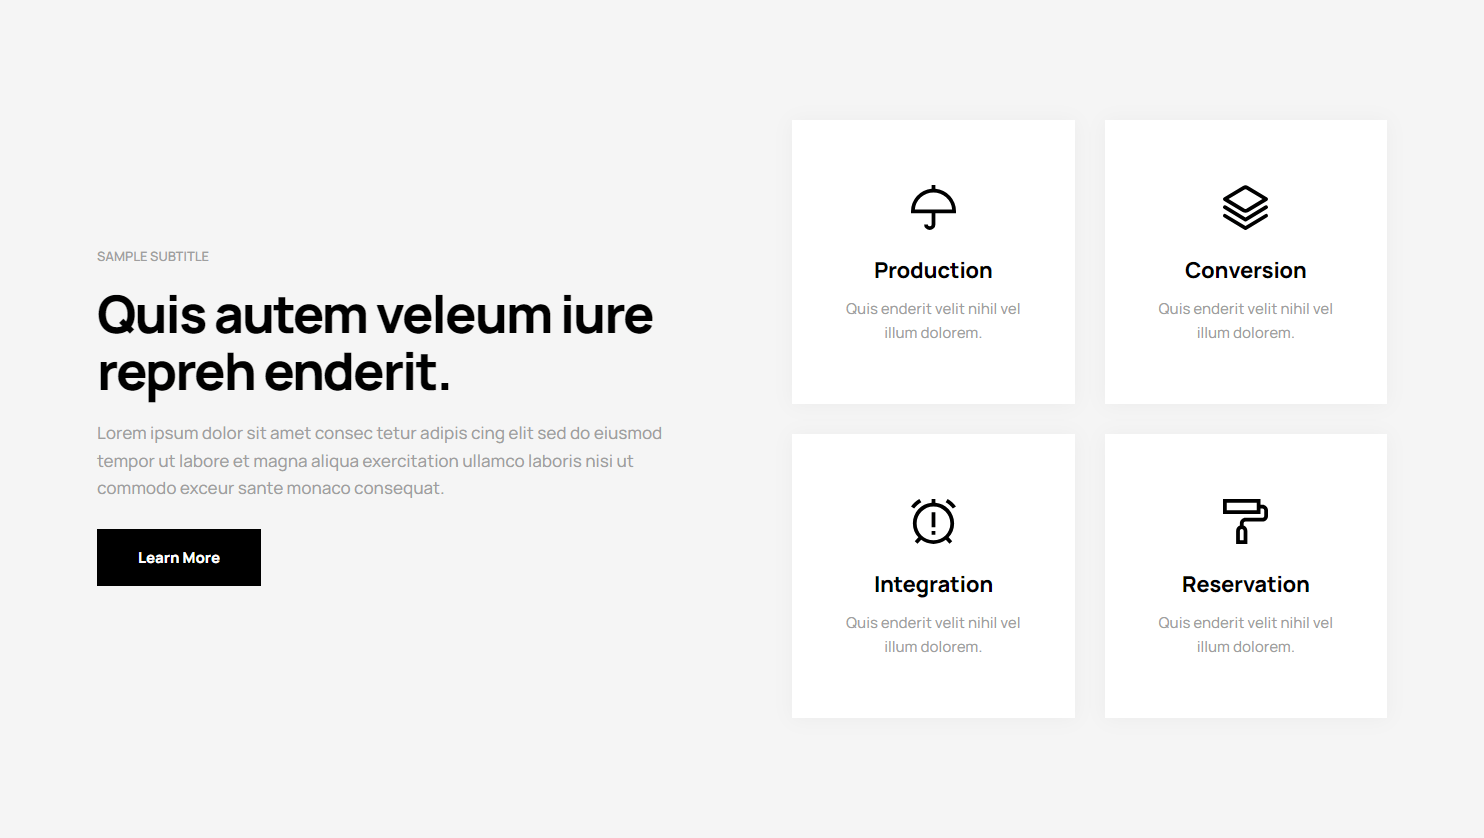 SAMPLE SUBTITLE
Quis autem veleum iure
repreh enderit.
Lorem ipsum dolor sit amet consec tetur adipis cing elit sed do eiusmod
tempor ut labore et magna aliqua exercitation ullamco laboris nisi ut
commodo exceur sante monaco consequat.
Learn More
Production
Quis enderit velit nihil vel
illum dolorem.
Conversion
Quis enderit velit nihil vel
illum dolorem.
Integration
Quis enderit velit nihil vel
illum dolorem.
Reservation
Quis enderit velit nihil vel
illum dolorem.